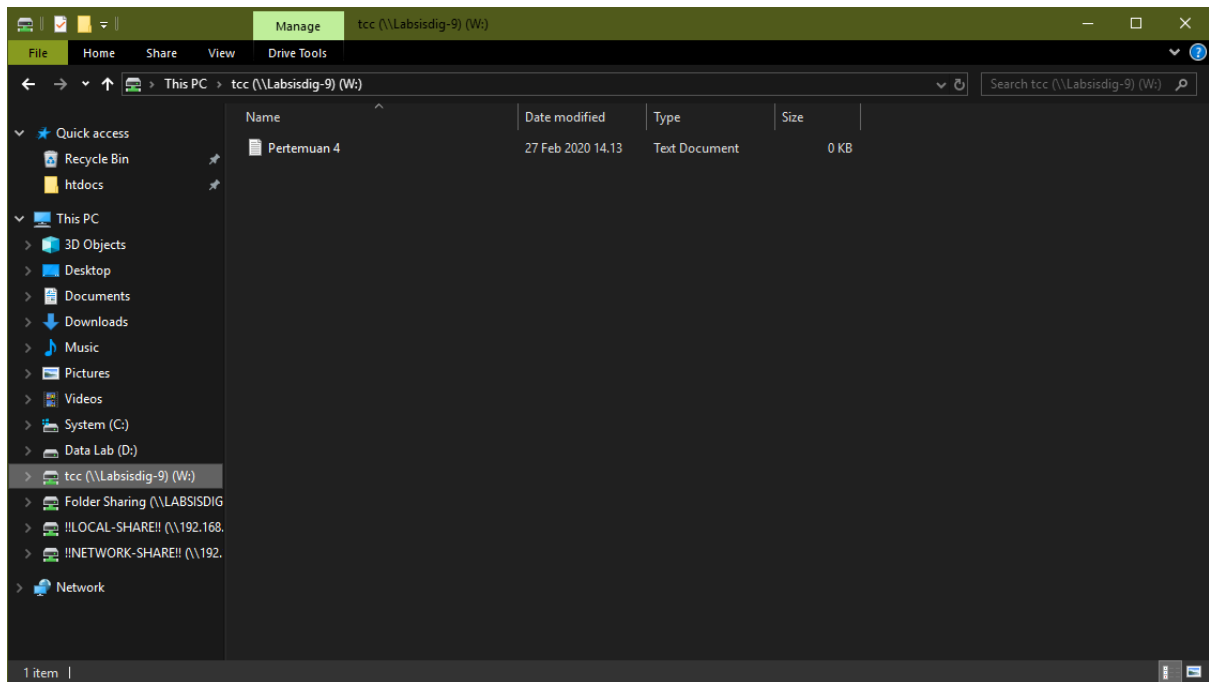 Manage tcc (\\Labsisdig-9) (W:)
File Home Share View Drive Tools
This PC tcc (\\Labsisdig-9) (W:) Search tcc (\\Labsisdig-9) (W:)
Name Date modified Type Size
Pertemuan 4 27 Feb 2020 14.13 Text Document 0 KB
Quick access
Recycle Bin
htdocs
This PC
3D Objects
Desktop
Documents
Downloads
Music
Pictures
Videos
System (C:)
Data Lab (D:)
tcc (\\Labsisdig-9) (W:)
Folder Sharing (\\LABSISDIG
!!LOCAL-SHARE!! (\\192.168.
!!NETWORK-SHARE!! (\\192.
Network
1 item